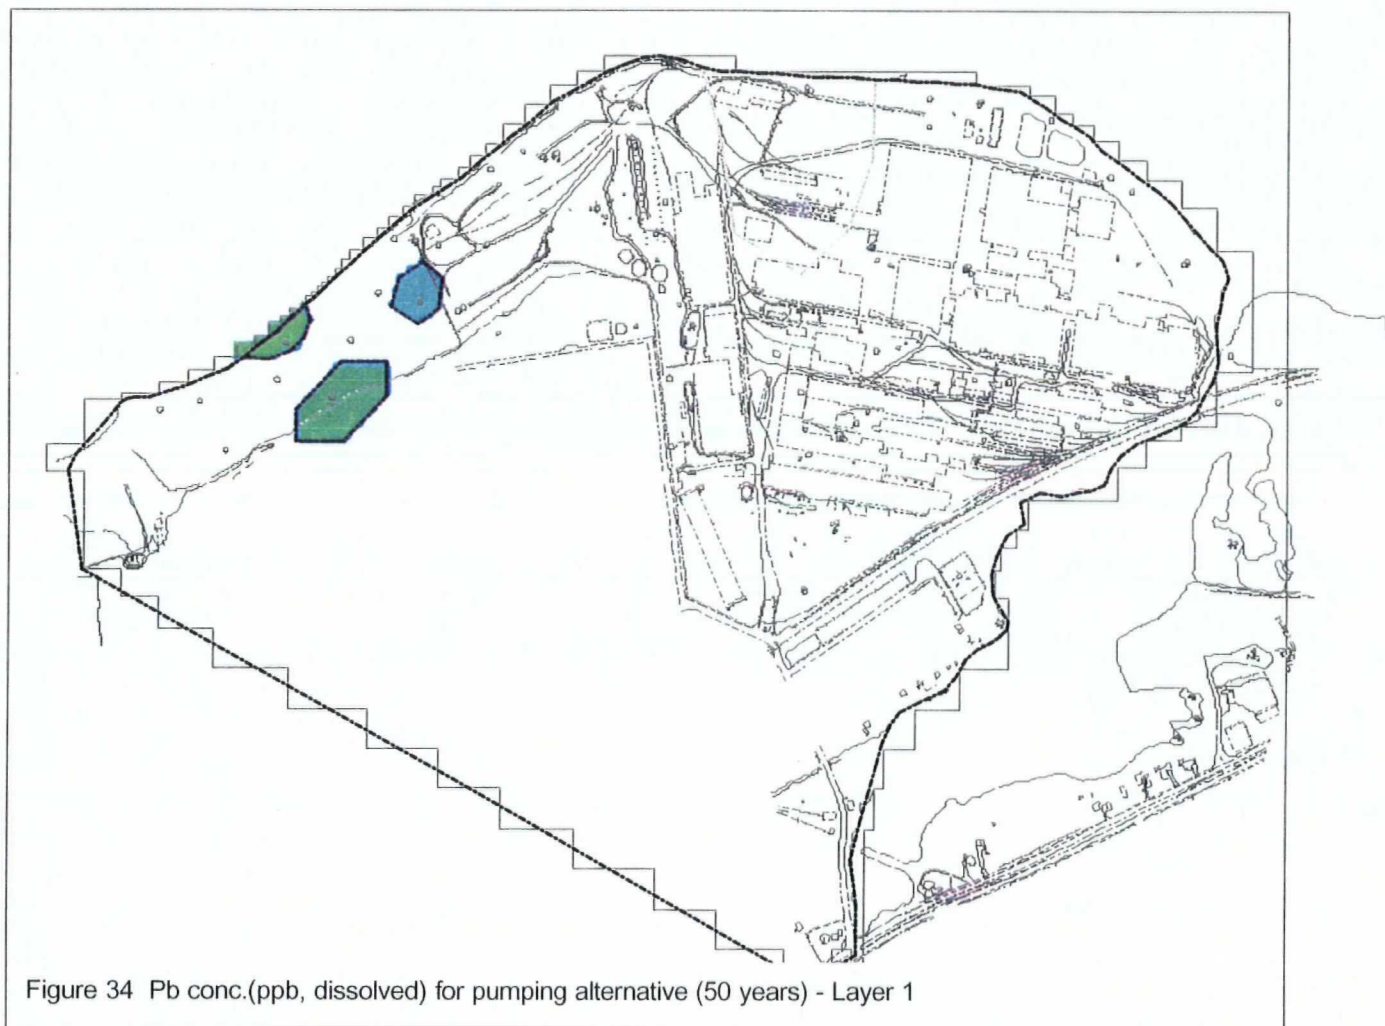 Figure 34 Pb conc.(ppb, dissolved) for pumping alternative (50 years) - Layer 1